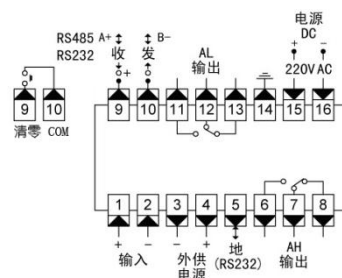 RS485 A+ B- AL 电源
RS232 收 发 输出 DC
+ + -
220V AC
9 10 9 10 11 12 13 14 15 16
清零 COM
1 2 3 4 5 6 7 8
+ - - + 地
输入 外供 (RS232) AH
电源 输出